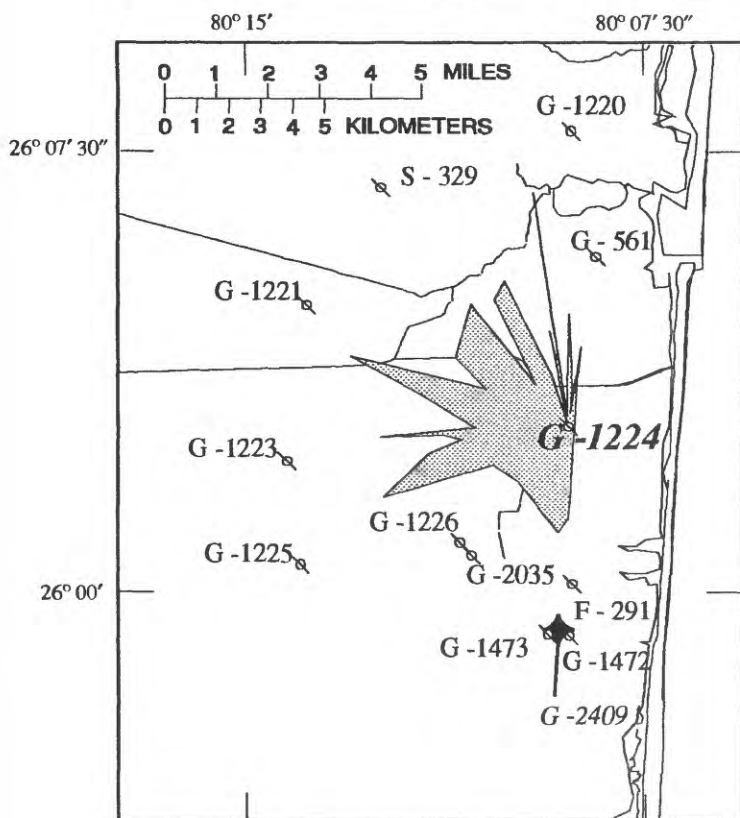 80° 15′ 80° 07′ 30″
0 1 2 3 4 5 MILES
0 1 2 3 4 5 KILOMETERS
G -1220
26° 07′ 30″
S - 329
G - 561
G -1221
G -1224
G -1223
G -1226
G -1225
G -2035
26° 00′
F - 291
G -1473
G -1472
G -2409